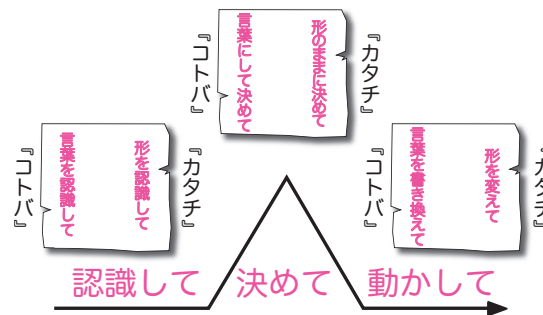 『カタチ』
形のままに決めて
言葉にして決めて
『コトバ』
『カタチ』
形を認識して
言葉を認識して
『コトバ』
『カタチ』
形を変えて
言葉を書き換えて
『コトバ』
認識して
決めて
動かして